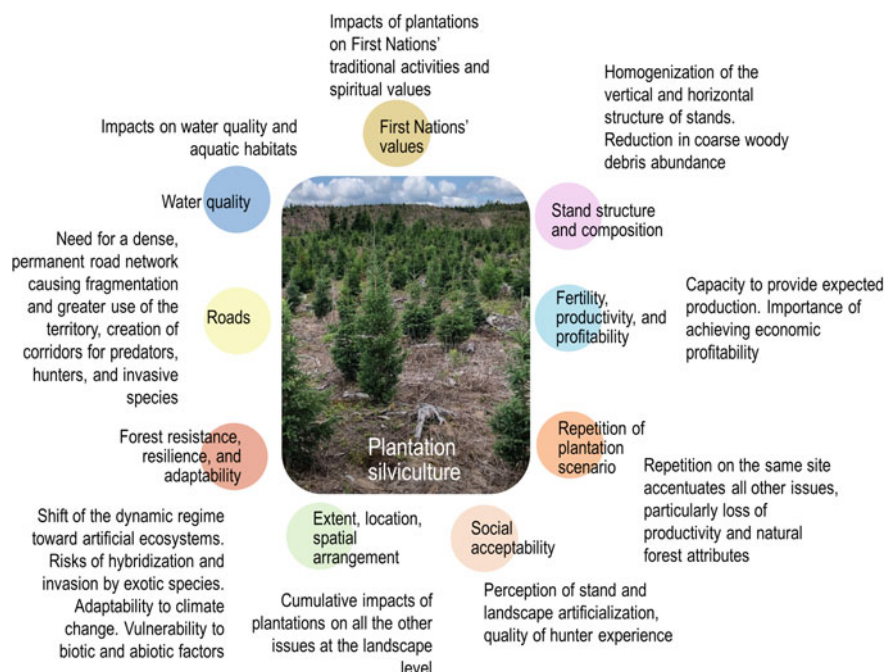 Impacts of plantations
on First Nations’
traditional activities and
spiritual values
First Nations’
values
Homogenization of the
vertical and horizontal
structure of stands.
Reduction in coarse woody
debris abundance
Stand structure
and composition
Impacts on water quality and
aquatic habitats
Water quality
Need for a dense,
permanent road network
causing fragmentation
and greater use of the
territory, creation of
corridors for predators,
hunters, and invasive
species
Roads
Fertility,
productivity, and
profitability
Capacity to provide expected
production. Importance of
achieving economic
profitability
Forest resistance,
resilience, and
adaptability
Plantation
silviculture
Repetition of
plantation
scenario
Repetition on the same site
accentuates all other issues,
particularly loss of
productivity and natural
forest attributes
Shift of the dynamic regime
toward artificial ecosystems.
Risks of hybridization and
invasion by exotic species.
Adaptability to climate
change. Vulnerability to
biotic and abiotic factors
Extent, location,
spatial
arrangement
Cumulative impacts of
plantations on all the other
issues at the landscape
level
Social
acceptability
Perception of stand and
landscape artificialization,
quality of hunter experience